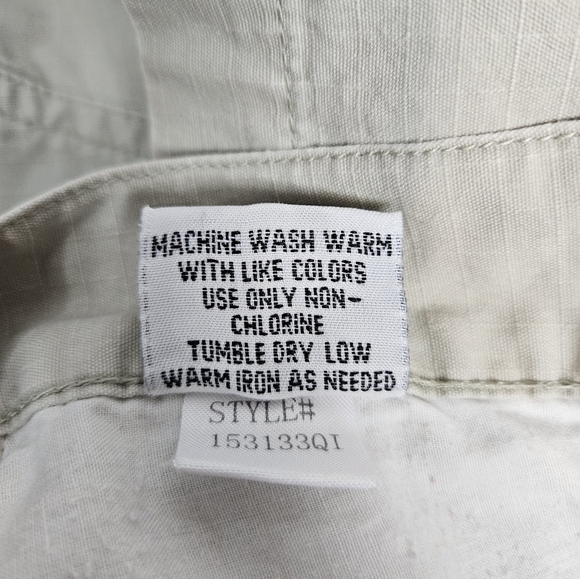 MACHINE WASH WARM
WITH LIKE COLORS
USE ONLY NON-
CHLORINE
TUMBLE DRY LOW
WARM IRON AS NEEDED
STYLE#
153133QI